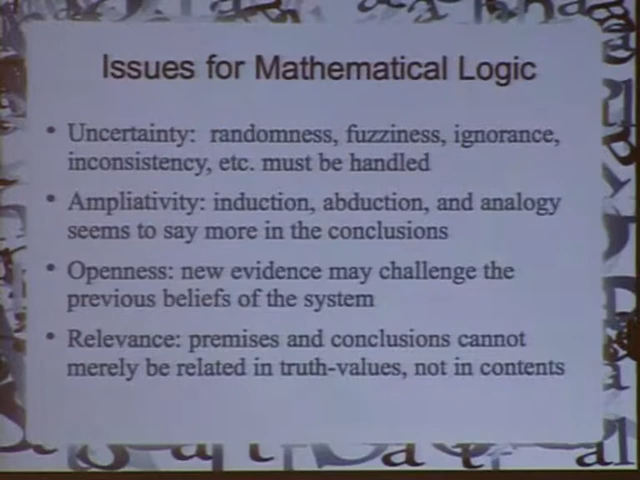 Issues for Mathematical Logic
• Uncertainty: randomness, fuzziness, ignorance,
inconsistency, etc. must be handled
• Ampliativity: induction, abduction, and analogy
seems to say more in the conclusions
• Openness: new evidence may challenge the
previous beliefs of the system
• Relevance: premises and conclusions cannot
merely be related in truth-values, not in contents